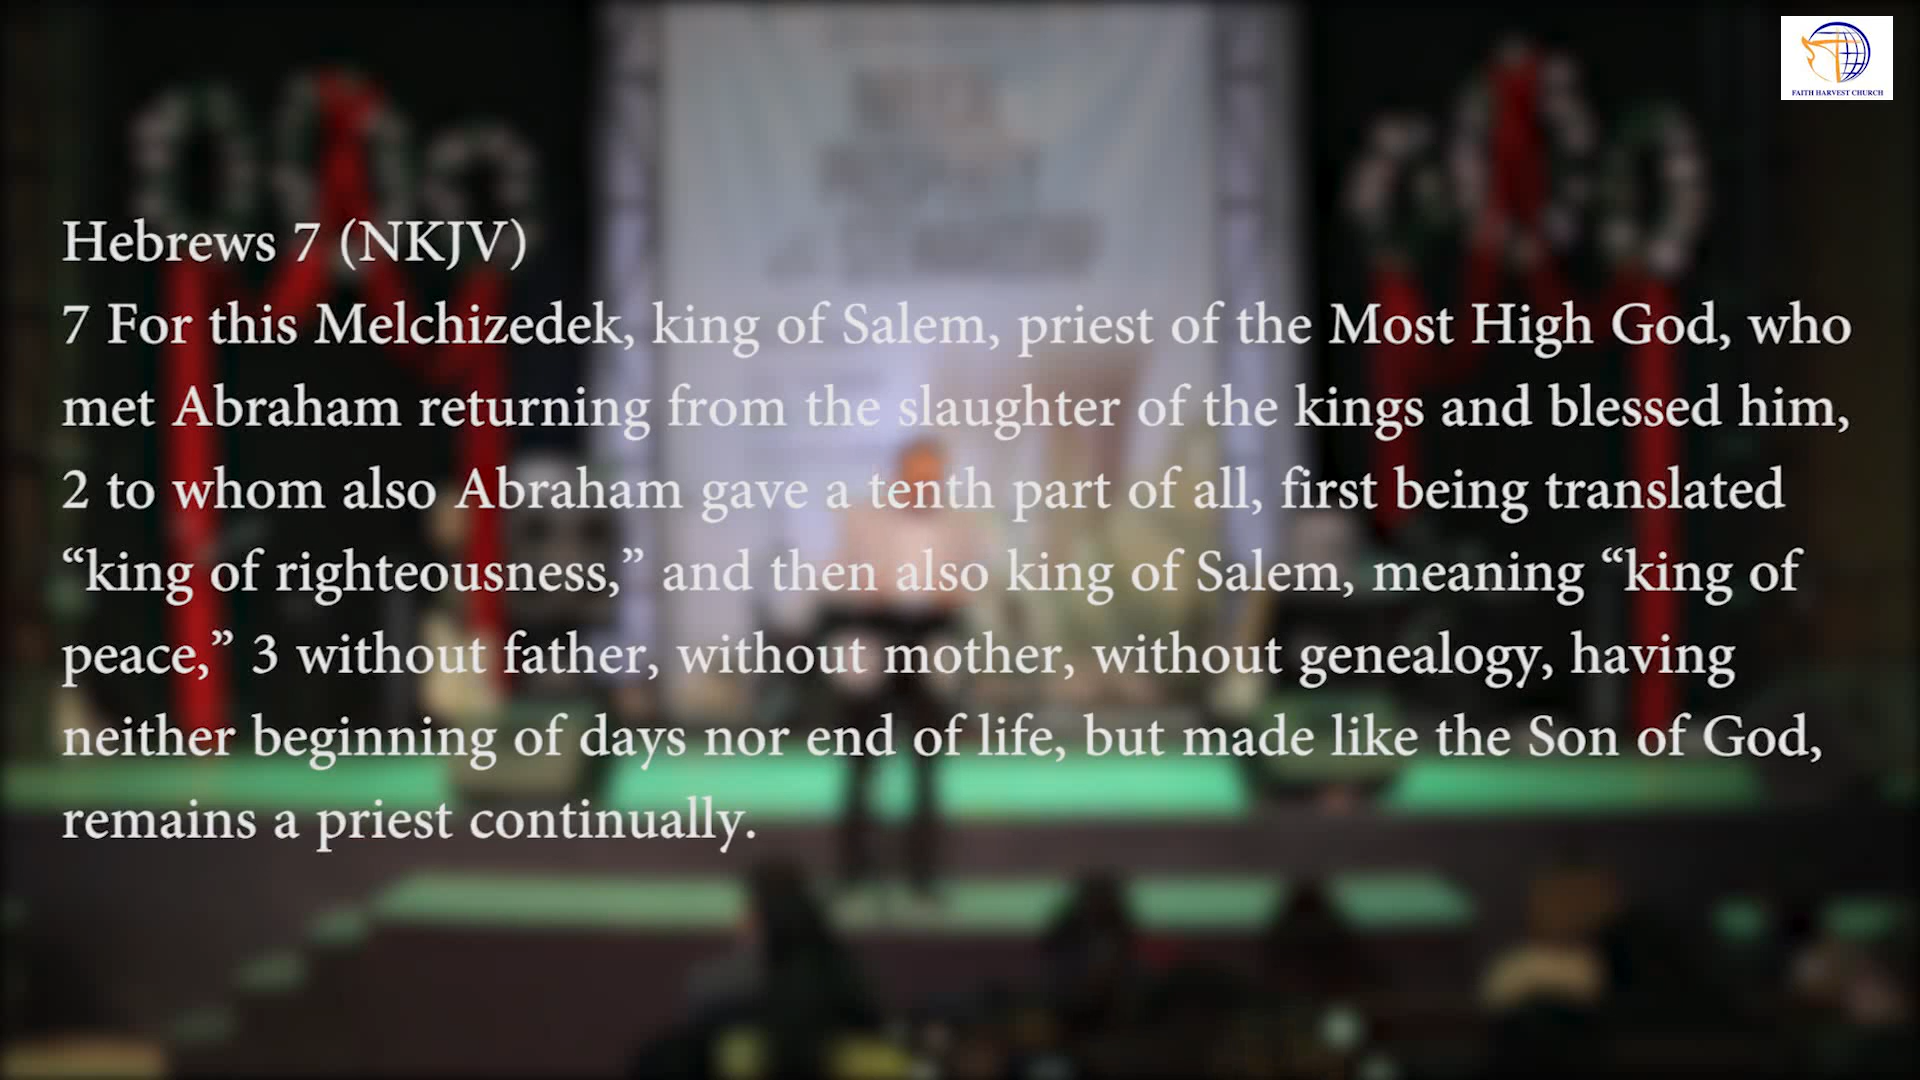 FAITH HARVEST CHURCH
Hebrews 7 (NKJV)
7 For this Melchizedek, king of Salem, priest of the Most High God, who
met Abraham returning from the slaughter of the kings and blessed him,
2 to whom also Abraham gave a tenth part of all, first being translated
“king of righteousness,” and then also king of Salem, meaning “king of
peace,” 3 without father, without mother, without genealogy, having
neither beginning of days nor end of life, but made like the Son of God,
remains a priest continually.